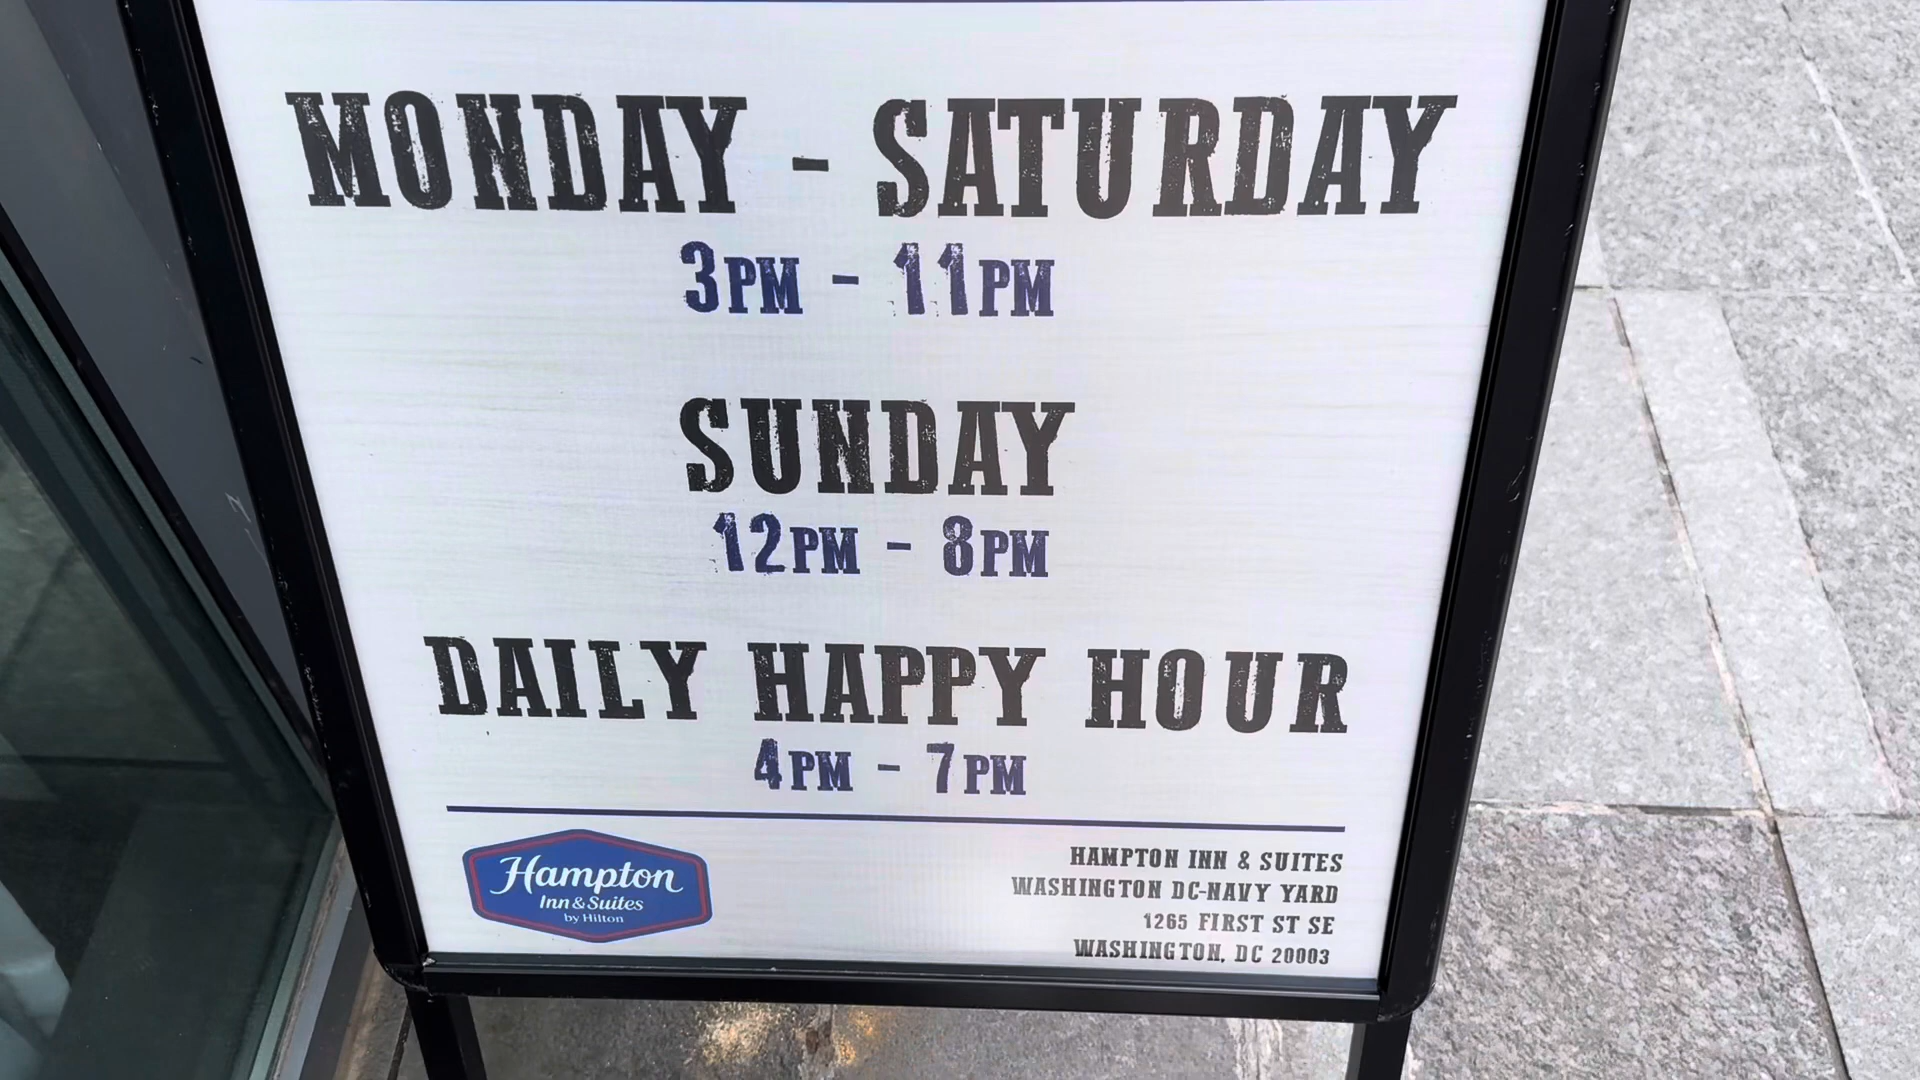 MONDAY - SATURDAY
3PM - 11PM
SUNDAY
12PM - 8PM
DAILY HAPPY HOUR
4PM - 7PM
Hampton
Inn & Suites
by Hilton
HAMPTON INN & SUITES
WASHINGTON DC-NAVY YARD
1265 FIRST ST SE
WASHINGTON, DC 20003